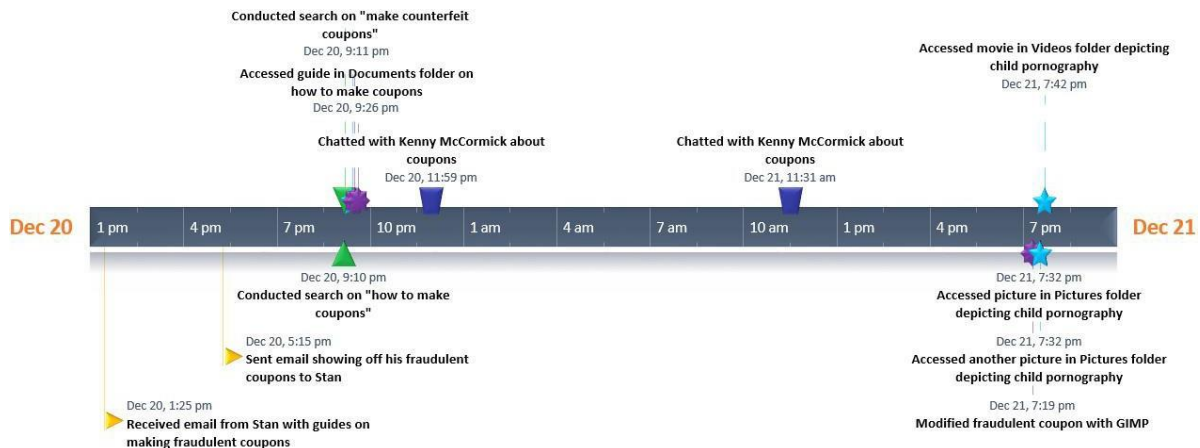 Conducted search on "make counterfeit
coupons"
Dec 20, 9:11 pm
Accessed guide in Documents folder on
how to make coupons
Dec 20, 9:26 pm
Chatted with Kenny McCormick about
coupons
Dec 20, 11:59 pm
Chatted with Kenny McCormick about
coupons
Dec 21, 11:31 am
Accessed movie in Videos folder depicting
child pornography
Dec 21, 7:42 pm
Dec 20
1 pm
4 pm
7 pm
10 pm
1 am
4 am
7 am
10 am
1 pm
4 pm
7 pm
Dec 21
Dec 20, 9:10 pm
Conducted search on "how to make
coupons"
Dec 20, 5:15 pm
Sent email showing off his fraudulent
coupons to Stan
Dec 20, 1:25 pm
Received email from Stan with guides on
making fraudulent coupons
Dec 21, 7:32 pm
Accessed picture in Pictures folder
depicting child pornography
Dec 21, 7:32 pm
Accessed another picture in Pictures folder
depicting child pornography
Dec 21, 7:19 pm
Modified fraudulent coupon with GIMP